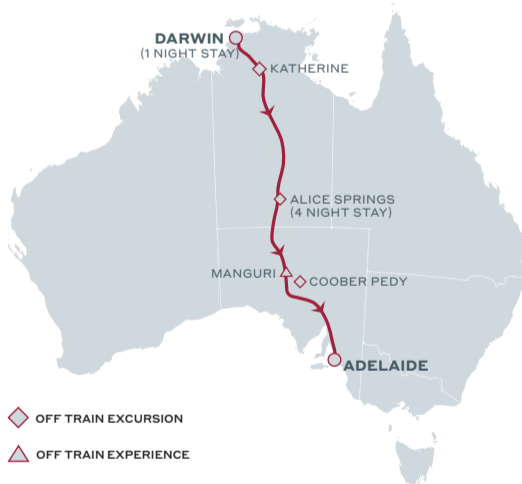 DARWIN
(1 NIGHT STAY)
KATHERINE
ALICE SPRINGS
(4 NIGHT STAY)
MANGURI
COOBER PEDY
ADELAIDE
OFF TRAIN EXCURSION
OFF TRAIN EXPERIENCE